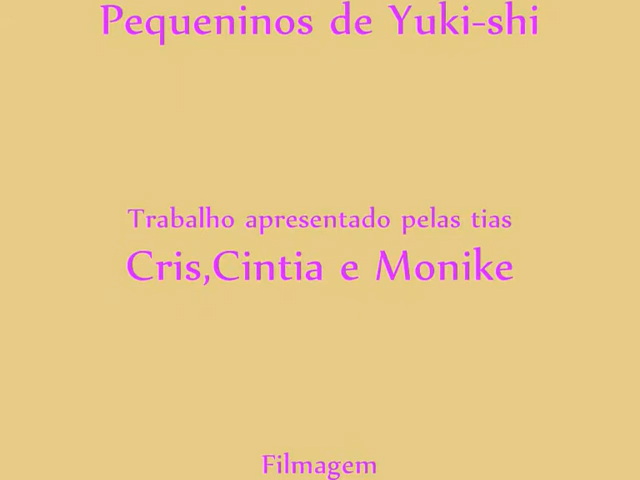 Pequeninos de Yuki-shi
Trabalho apresentado pelas tias
Cris,Cintia e Monike
Filmagem